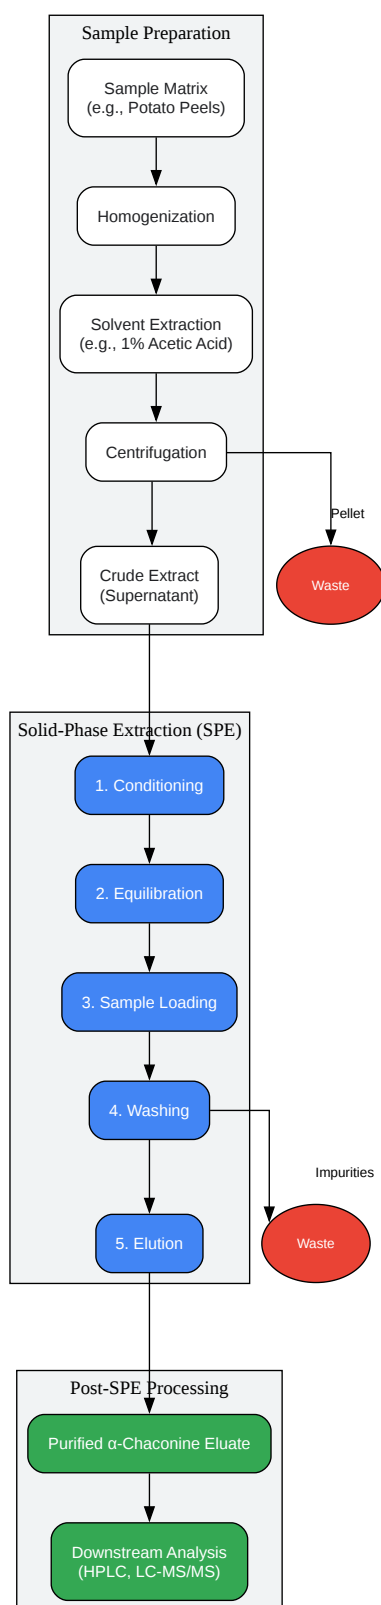 Sample Preparation
Sample Matrix
(e.g., Potato Peels)
Homogenization
Solvent Extraction
(e.g., 1% Acetic Acid)
Centrifugation
Pellet
Crude Extract
(Supernatant)
Waste
Solid-Phase Extraction (SPE)
1. Conditioning
2. Equilibration
3. Sample Loading
4. Washing
Impurities
5. Elution
Waste
Post-SPE Processing
Purified α-Chaconine Eluate
Downstream Analysis
(HPLC, LC-MS/MS)